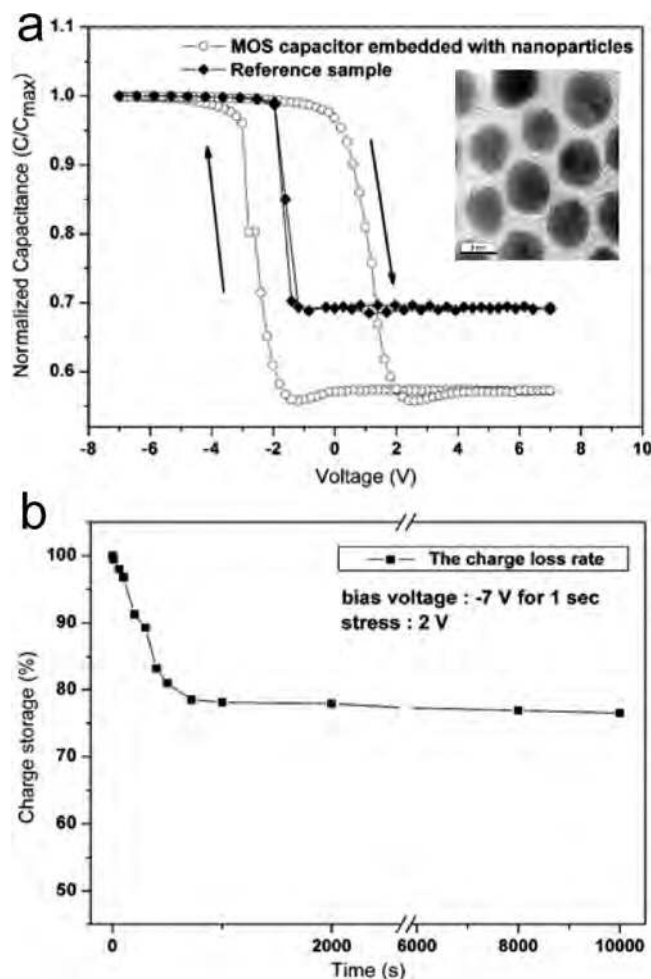 a
MOS capacitor embedded with nanoparticles
Reference sample
Normalized Capacitance (C/Cmax)
1.1
1.0
0.9
0.8
0.7
0.6
-8 -6 -4 -2 0 2 4 6 8 10
Voltage (V)
b
The charge loss rate
bias voltage : -7 V for 1 sec
stress : 2 V
Charge storage (%)
100
90
80
70
60
50
0 2000 6000 8000 10000
Time (s)